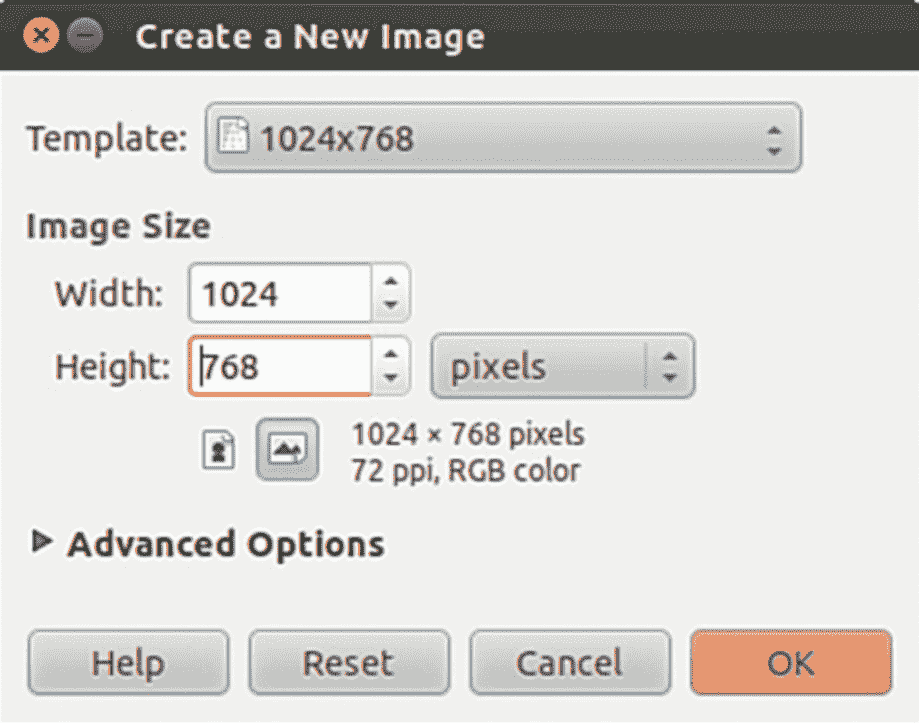 Create a New Image
Template: 1024x768
Image Size
Width: 1024
Height: 768 pixels
1024 × 768 pixels
72 ppi, RGB color
Advanced Options
Help Reset Cancel OK